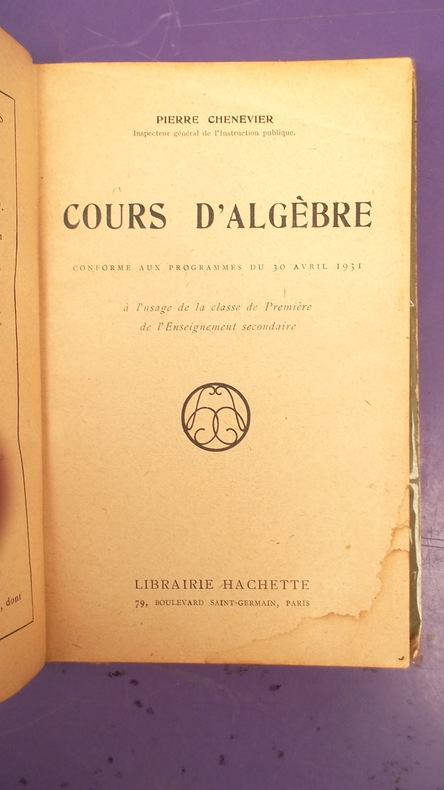 PIERRE CHENEVIER
Inspecteur général de l'Instruction publique.
COURS D'ALGÈBRE
CONFORME AUX PROGRAMMES DU 30 AVRIL 1931
à l'usage de la classe de Première
de l'Enseignement secondaire
LIBRAIRIE HACHETTE
79, BOULEVARD SAINT-GERMAIN, PARIS
, dont